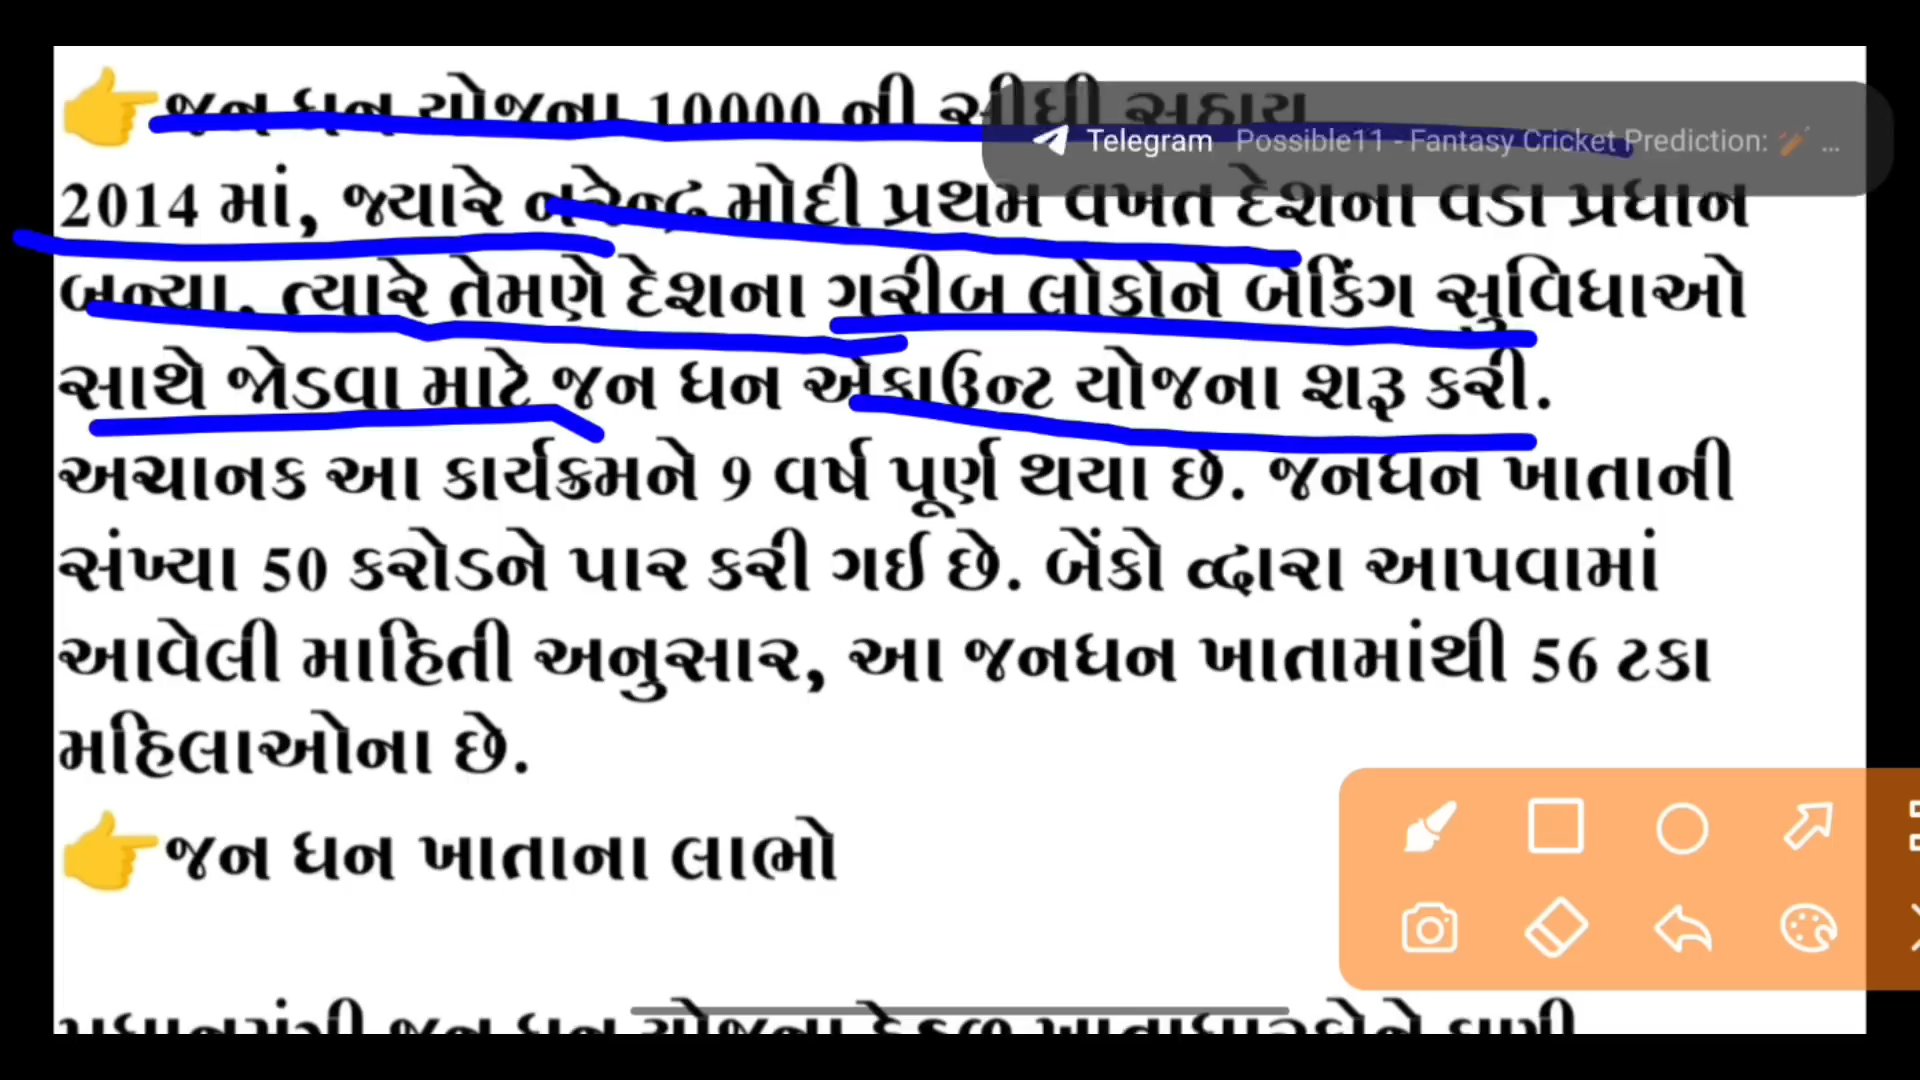 👉જન ધન યોજના 10000 ની સીધી સહાય
Telegram Possible11 - Fantasy Cricket Prediction: 🏏 ...
2014 માં, જ્યારે નરેન્દ્ર મોદી પ્રથમ વખત દેશના વડા પ્રધાન
બન્યા, ત્યારે તેમણે દેશના ગરીબ લોકોને બેંકિંગ સુવિધાઓ
સાથે જોડવા માટે જન ધન એકાઉન્ટ યોજના શરૂ કરી.
અચાનક આ કાર્યક્રમને 9 વર્ષ પૂર્ણ થયા છે. જનધન ખાતાની
સંખ્યા 50 કરોડને પાર કરી ગઈ છે. બેંકો દ્વારા આપવામાં
આવેલી માહિતી અનુસાર, આ જનધન ખાતામાંથી 56 ટકા
મહિલાઓના છે.
👉જન ધન ખાતાના લાભો